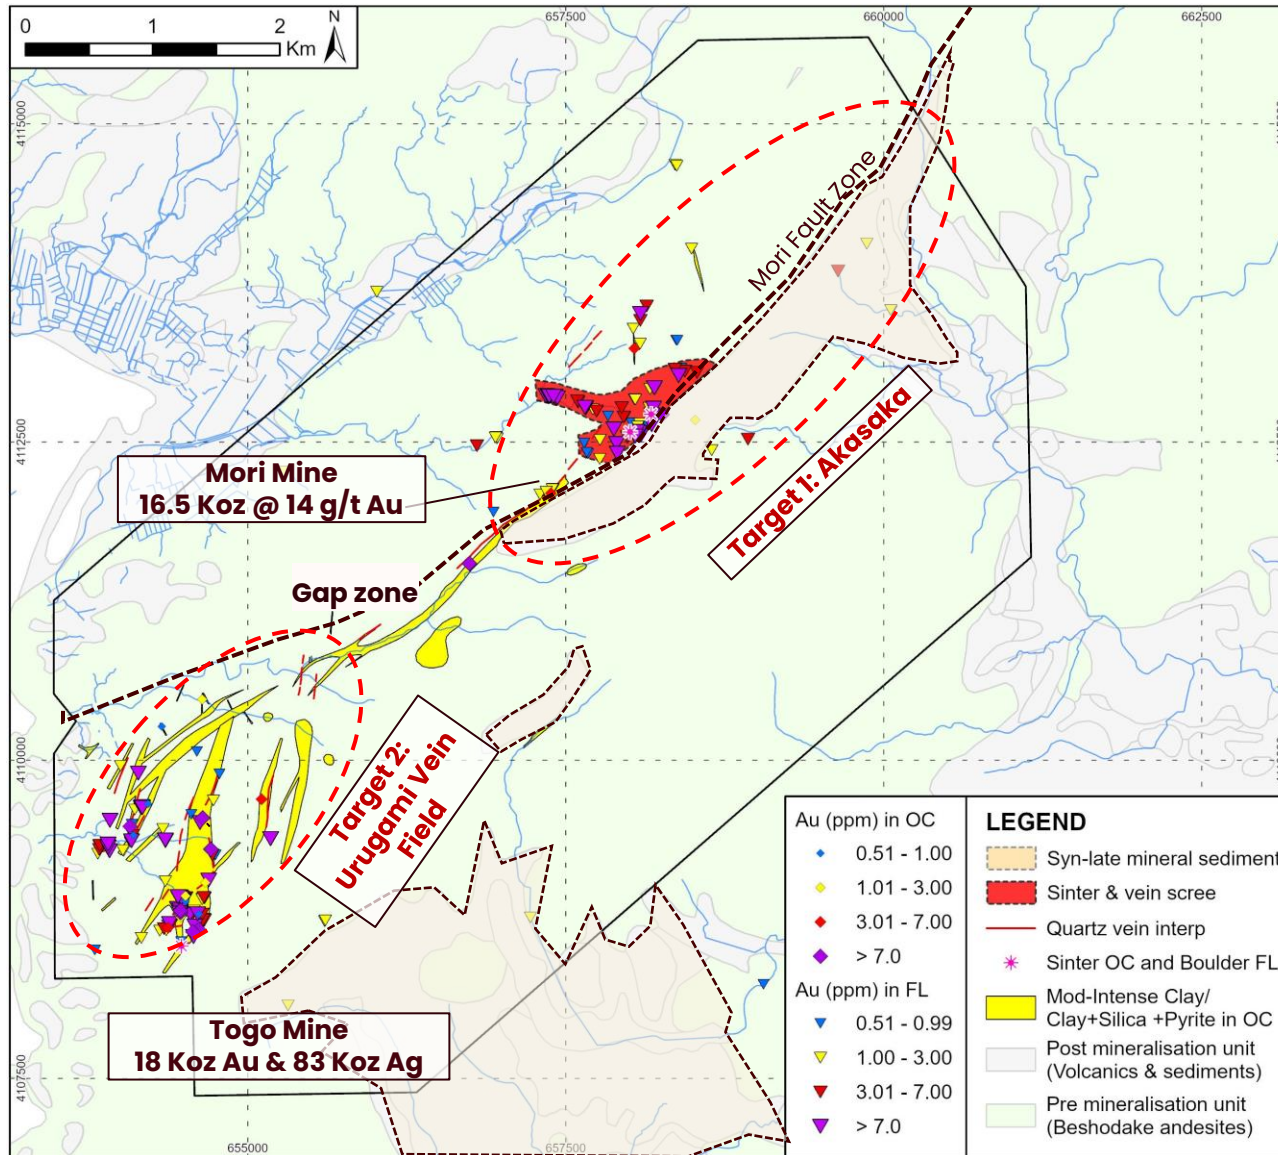 0 1 2
Km
N
657500 660000 662500
4115000
Mori Fault Zone
4112500
Mori Mine
16.5 Koz @ 14 g/t Au
Target 1: Akasaka
Gap zone
Target 2:
Urugami Vein
Field
4110000
Togo Mine
18 Koz Au & 83 Koz Ag
4107500
655000 657500
Au (ppm) in OC
0.51 - 1.00
1.01 - 3.00
3.01 - 7.00
> 7.0
Au (ppm) in FL
0.51 - 0.99
1.00 - 3.00
3.01 - 7.00
> 7.0
LEGEND
Syn-late mineral sediment
Sinter & vein scree
Quartz vein interp
Sinter OC and Boulder FL
Mod-Intense Clay/
Clay+Silica +Pyrite in OC
Post mineralisation unit
(Volcanics & sediments)
Pre mineralisation unit
(Beshodake andesites)